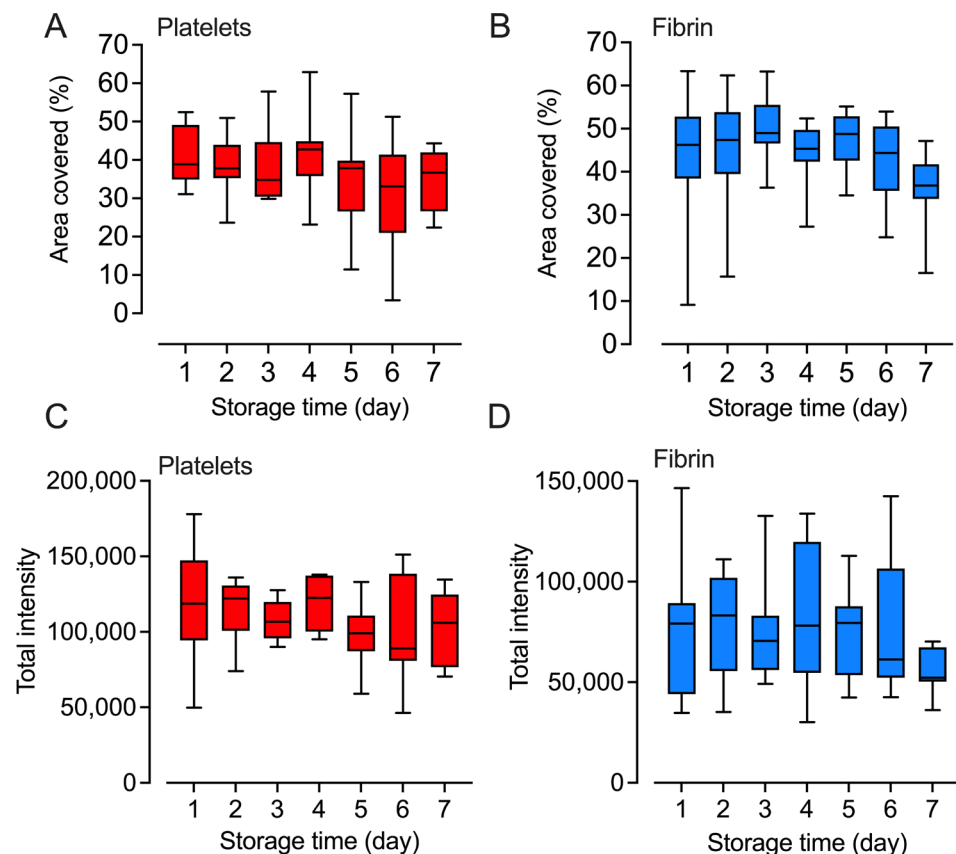 A
Platelets
Area covered (%)
70
60
50
40
30
20
10
0
1 2 3 4 5 6 7
Storage time (day)
B
Fibrin
Area covered (%)
70
60
50
40
30
20
10
0
1 2 3 4 5 6 7
Storage time (day)
C
Platelets
Total intensity
200,000
150,000
100,000
50,000
0
1 2 3 4 5 6 7
Storage time (day)
D
Fibrin
Total intensity
150,000
100,000
50,000
0
1 2 3 4 5 6 7
Storage time (day)